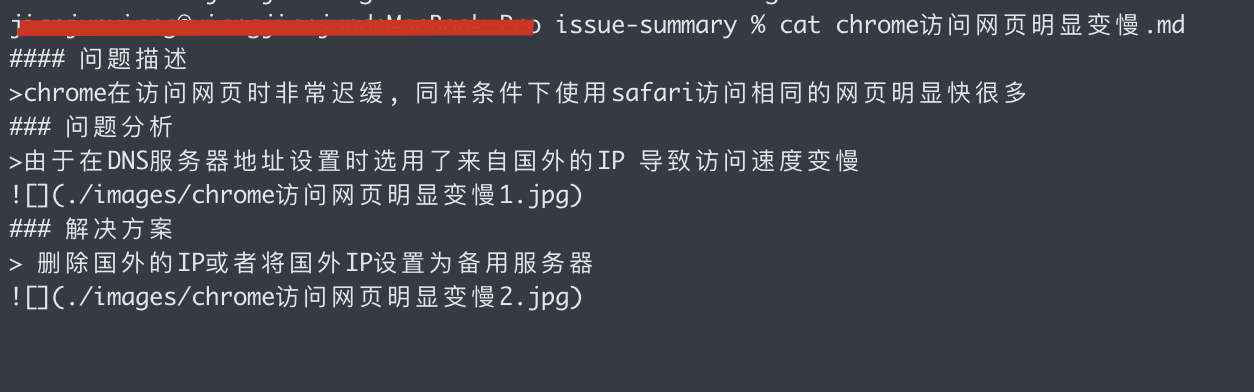 issue-summary % cat chrome访问网页明显变慢.md
#### 问题描述
>chrome在访问网页时非常迟缓, 同样条件下使用safari访问相同的网页明显快很多
### 问题分析
>由于在DNS服务器地址设置时选用了来自国外的IP 导致访问速度变慢
![](./images/chrome访问网页明显变慢1.jpg)
### 解决方案
> 删除国外的IP或者将国外IP设置为备用服务器
![](./images/chrome访问网页明显变慢2.jpg)